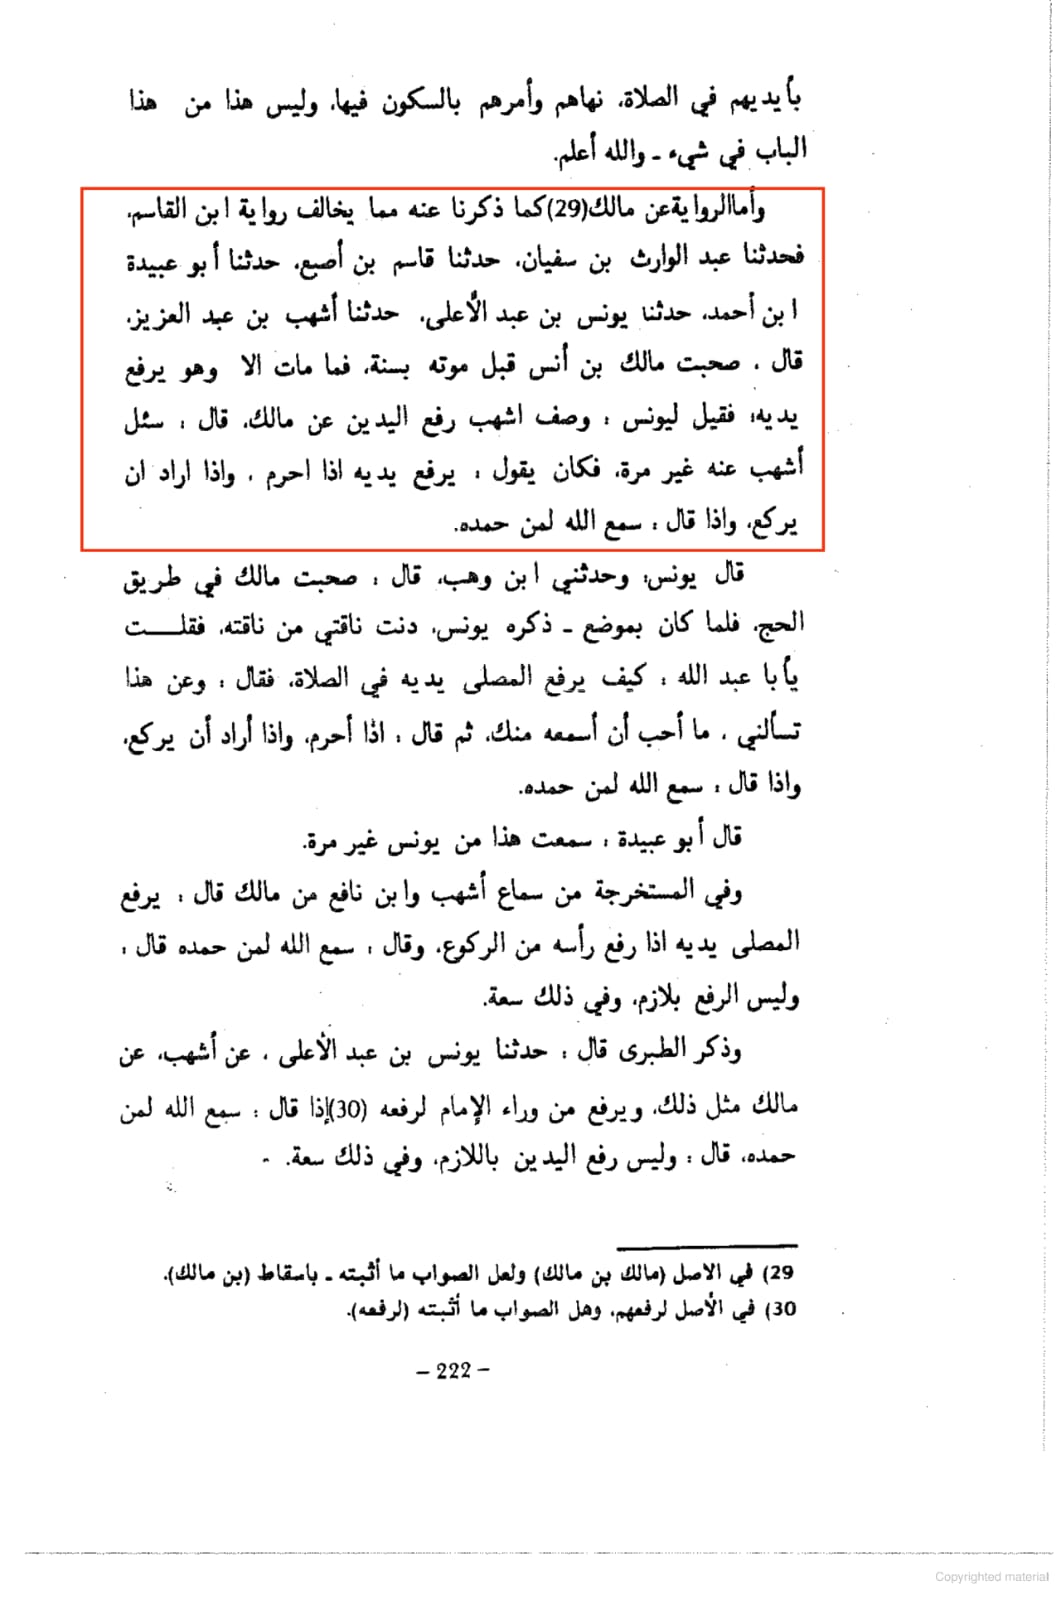 بأيديهم في الصلاة، نهاهم وأمرهم بالسكون فيها، وليس هذا من هذا
الباب في شيء ـ والله أعلم.
وأماالروايةعن مالك(29)كما ذكرنا عنه مما يخالف رواية ابن القاسم،
فحدثنا عبد الوارث بن سفيان، حدثنا قاسم بن أصبع، حدثنا أبو عبيدة
ابن أحمد، حدثنا يونس بن عبد الأعلى، حدثنا أشهب بن عبد العزيز،
قال : صحبت مالك بن أنس قبل موته بسنة، فما مات الا وهو يرفع
يديه، فقيل ليونس : وصف اشهب رفع اليدين عن مالك، قال : سئل
أشهب عنه غير مرة، فكان يقول : يرفع يديه اذا احرم ، واذا اراد ان
يركع، واذا قال : سمع الله لمن حمده.
قال يونس: وحدثني ابن وهب، قال : صحبت مالك في طريق
الحج، فلما كان بموضع ـ ذكره يونس، دنت ناقتي من ناقته، فقلـــت
يأبا عبد الله : كيف يرفع المصلى يديه في الصلاة، فقال : وعن هذا
تسألني ، ما أحب أن أسمعه منك، ثم قال : اذا أحرم، واذا أراد أن يركع،
واذا قال : سمع الله لمن حمده.
قال أبو عبيدة : سمعت هذا من يونس غير مرة.
وفي المستخرجة من سماع أشهب وابن نافع من مالك قال : يرفع
المصلى يديه اذا رفع رأسه من الركوع، وقال : سمع الله لمن حمده قال :
وليس الرفع بلازم، وفي ذلك سعة.
وذكر الطبرى قال : حدثنا يونس بن عبد الأعلى ، عن أشهب، عن
مالك مثل ذلك، ويرفع من وراء الإمام لرفعه (30)إذا قال : سمع الله لمن
حمده، قال : وليس رفع اليدين باللازم، وفي ذلك سعة. -
29) في الاصل (مالك بن مالك) ولعل الصواب ما أثبته ـ باسقاط (بن مالك).
30) في الأصل لرفعهم، وهل الصواب ما أثبته (لرفعه).
– 222 –
Copyrighted material